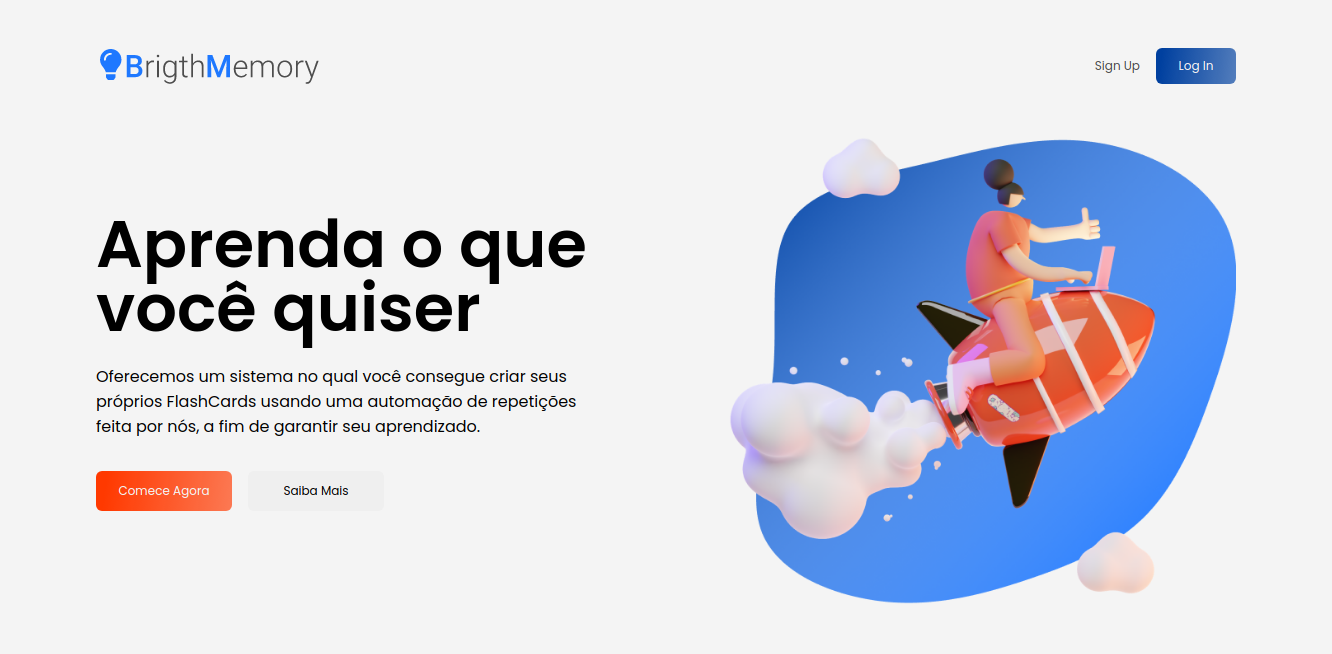 BrigthMemory
Sign Up
Log In
Aprenda o que
você quiser
Oferecemos um sistema no qual você consegue criar seus
próprios FlashCards usando uma automação de repetições
feita por nós, a fim de garantir seu aprendizado.
Comece Agora
Saiba Mais